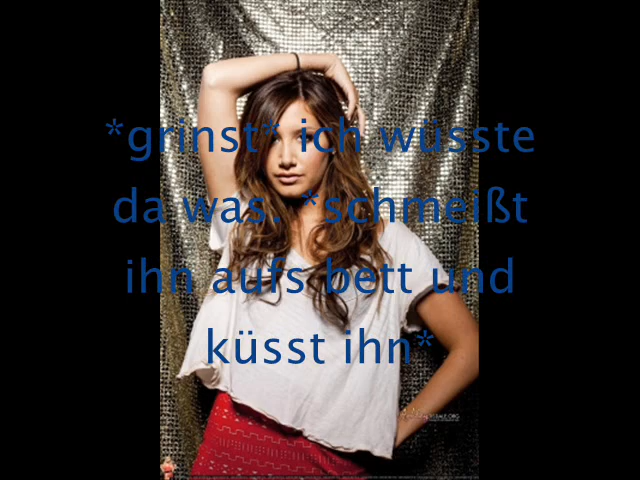 *grinst* ich wüsste
da was. *schmeißt
ihn aufs bett und
küsst ihn*